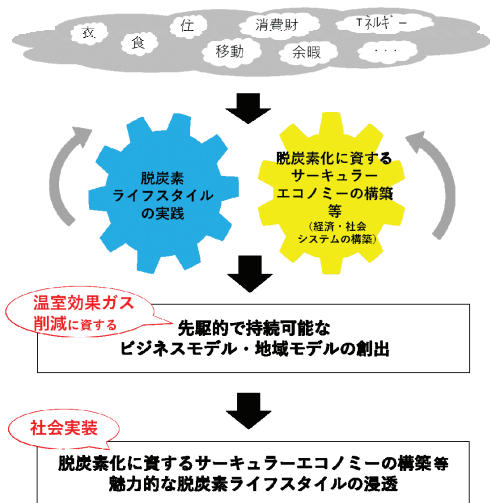 衣
食
住
移動
消費財
余暇
エネルギー
・・・
脱炭素
ライフスタイル
の実践
脱炭素化に資する
サーキュラー
エコノミーの構築
等
（経済・社会
システムの構築）
温室効果ガス
削減に資する
先駆的で持続可能な
ビジネスモデル・地域モデルの創出
社会実装
脱炭素化に資するサーキュラーエコノミーの構築等
魅力的な脱炭素ライフスタイルの浸透